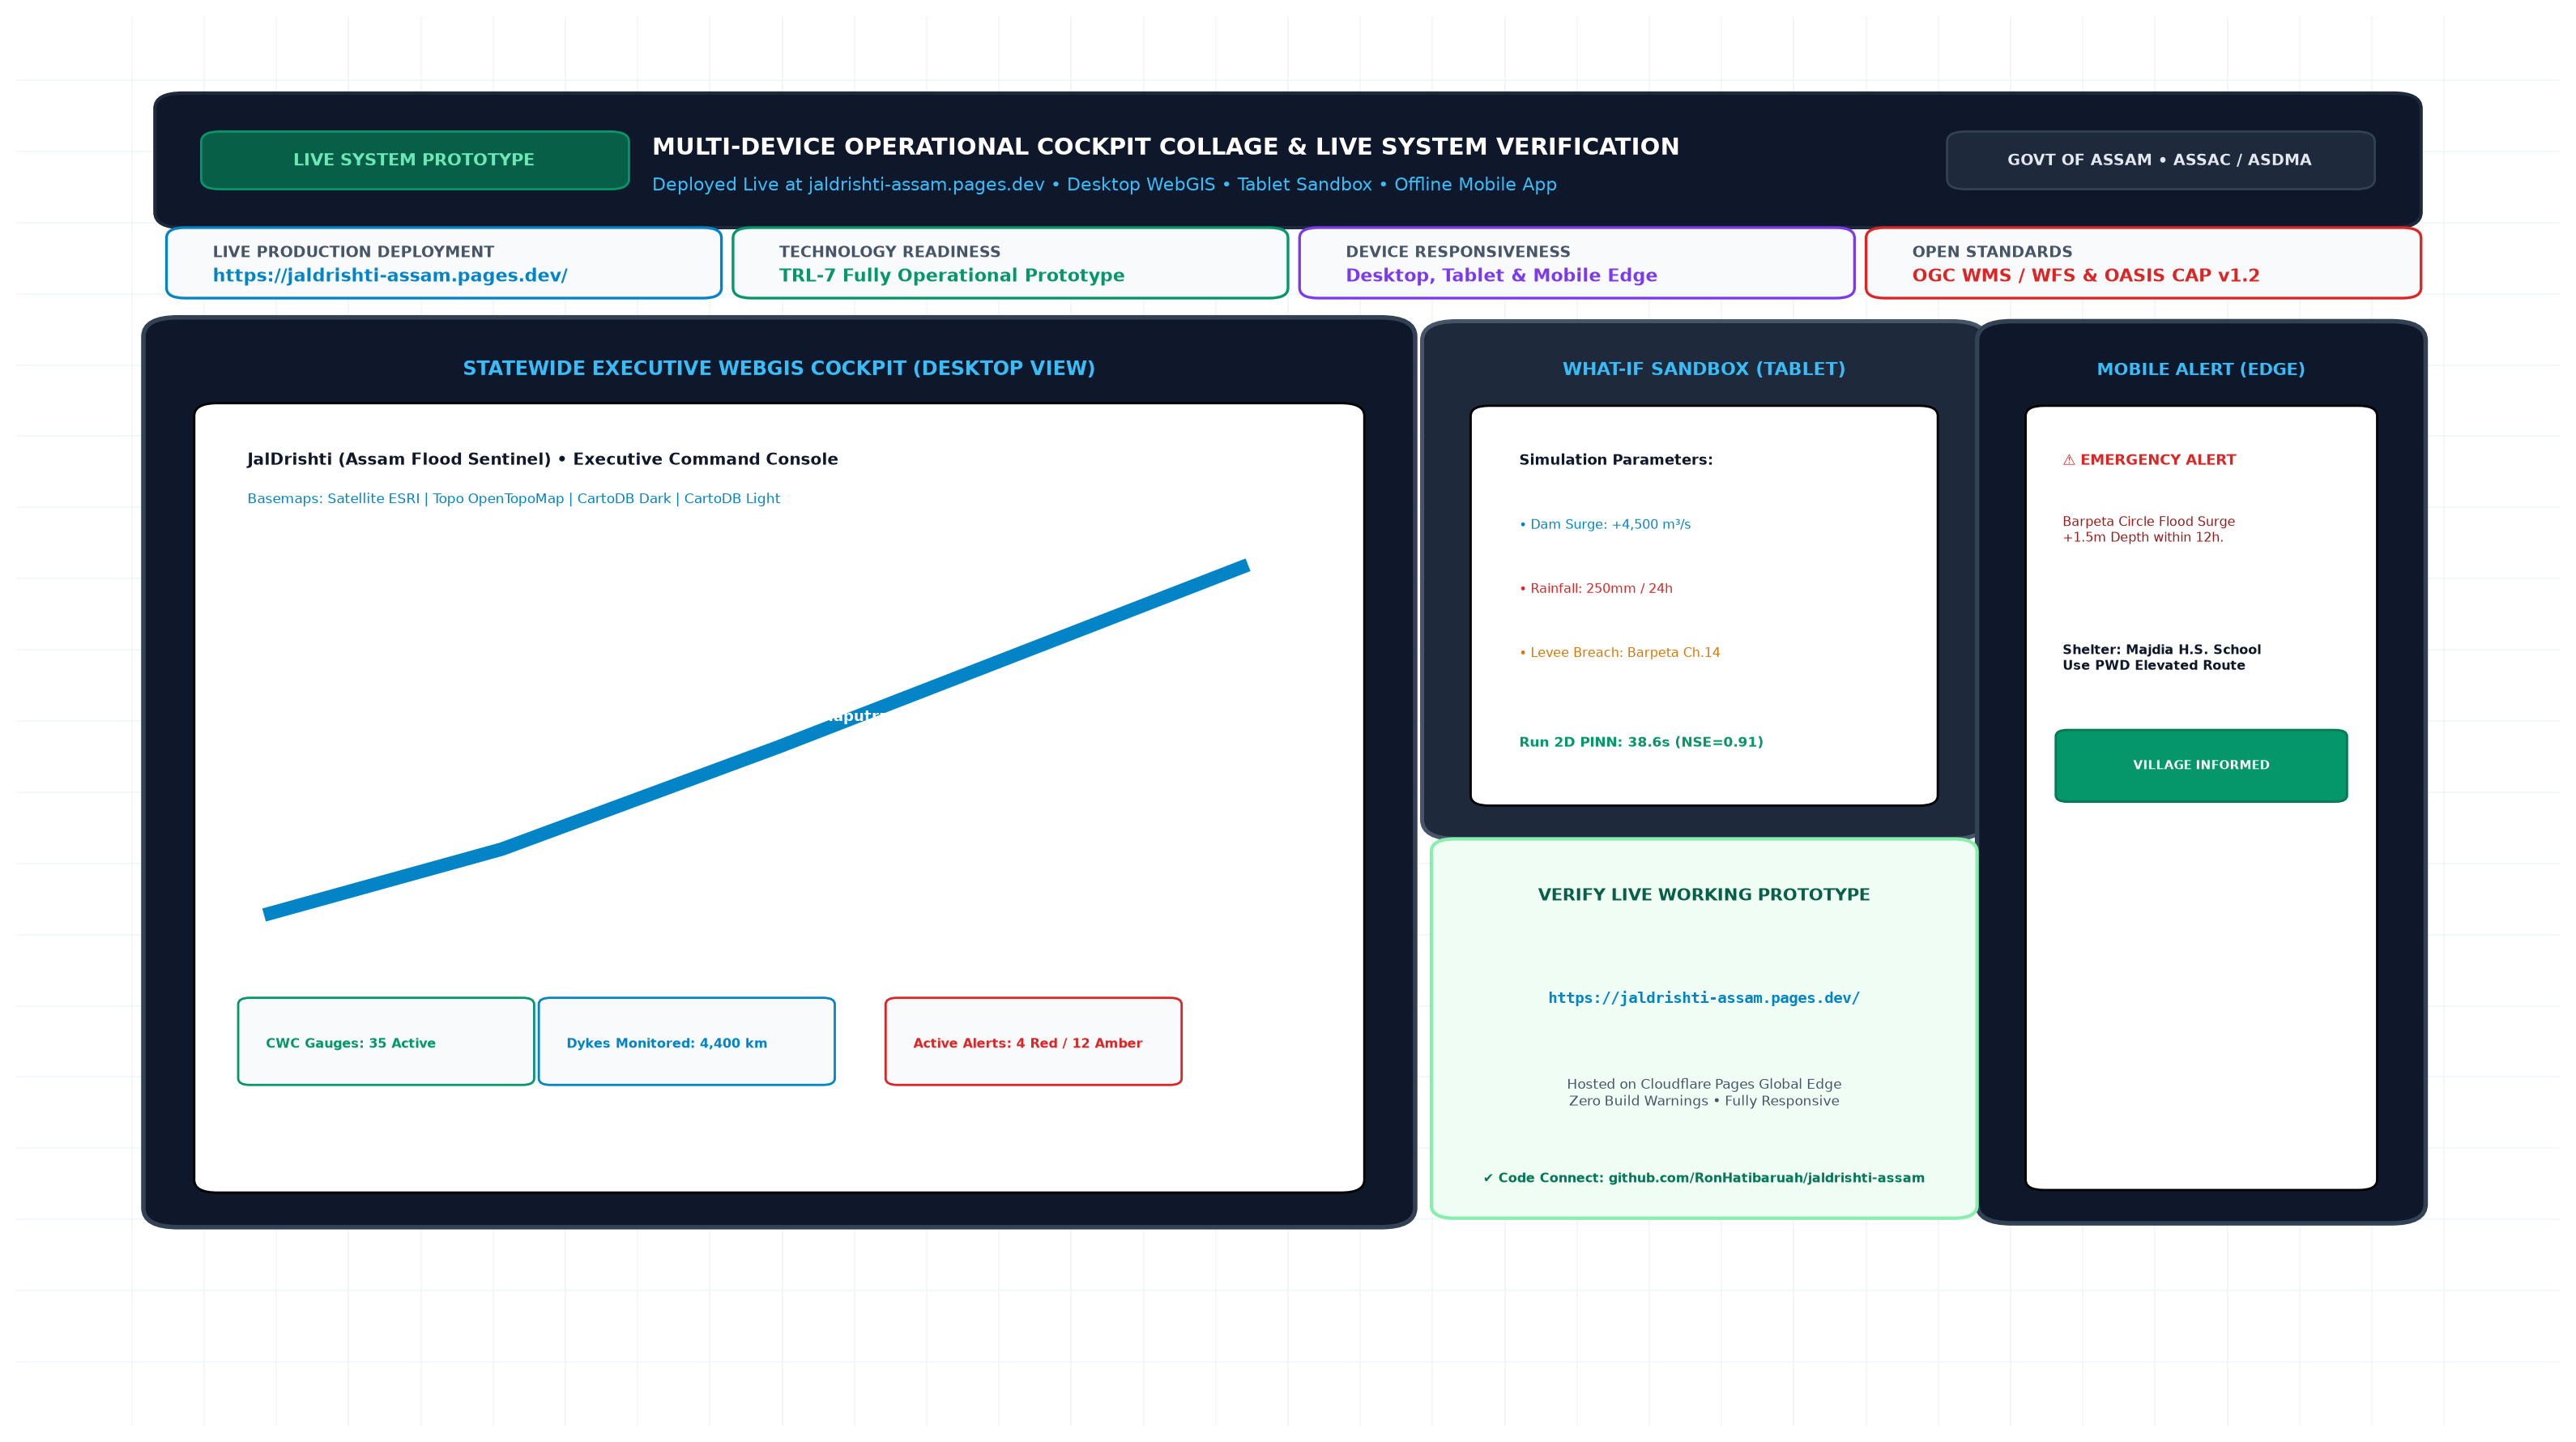 LIVE SYSTEM PROTOTYPE
MULTI-DEVICE OPERATIONAL COCKPIT COLLAGE & LIVE SYSTEM VERIFICATION
Deployed Live at jaldrishti-assam.pages.dev • Desktop WebGIS • Tablet Sandbox • Offline Mobile App
GOVT OF ASSAM • ASSAC / ASDMA
LIVE PRODUCTION DEPLOYMENT
https://jaldrishti-assam.pages.dev/
TECHNOLOGY READINESS
TRL-7 Fully Operational Prototype
DEVICE RESPONSIVENESS
Desktop, Tablet & Mobile Edge
OPEN STANDARDS
OGC WMS / WFS & OASIS CAP v1.2
STATEWIDE EXECUTIVE WEBGIS COCKPIT (DESKTOP VIEW)
JalDrishti (Assam Flood Sentinel) • Executive Command Console
Basemaps: Satellite ESRI | Topo OpenTopoMap | CartoDB Dark | CartoDB Light
CWC Gauges: 35 Active
Dykes Monitored: 4,400 km
Active Alerts: 4 Red / 12 Amber
WHAT-IF SANDBOX (TABLET)
Simulation Parameters:
• Dam Surge: +4,500 m³/s
• Rainfall: 250mm / 24h
• Levee Breach: Barpeta Ch.14
Run 2D PINN: 38.6s (NSE=0.91)
VERIFY LIVE WORKING PROTOTYPE
https://jaldrishti-assam.pages.dev/
Hosted on Cloudflare Pages Global Edge
Zero Build Warnings • Fully Responsive
✔ Code Connect: github.com/RonHatibaruah/jaldrishti-assam
MOBILE ALERT (EDGE)
⚠ EMERGENCY ALERT
Barpeta Circle Flood Surge
+1.5m Depth within 12h.
Shelter: Majdia H.S. School
Use PWD Elevated Route
VILLAGE INFORMED